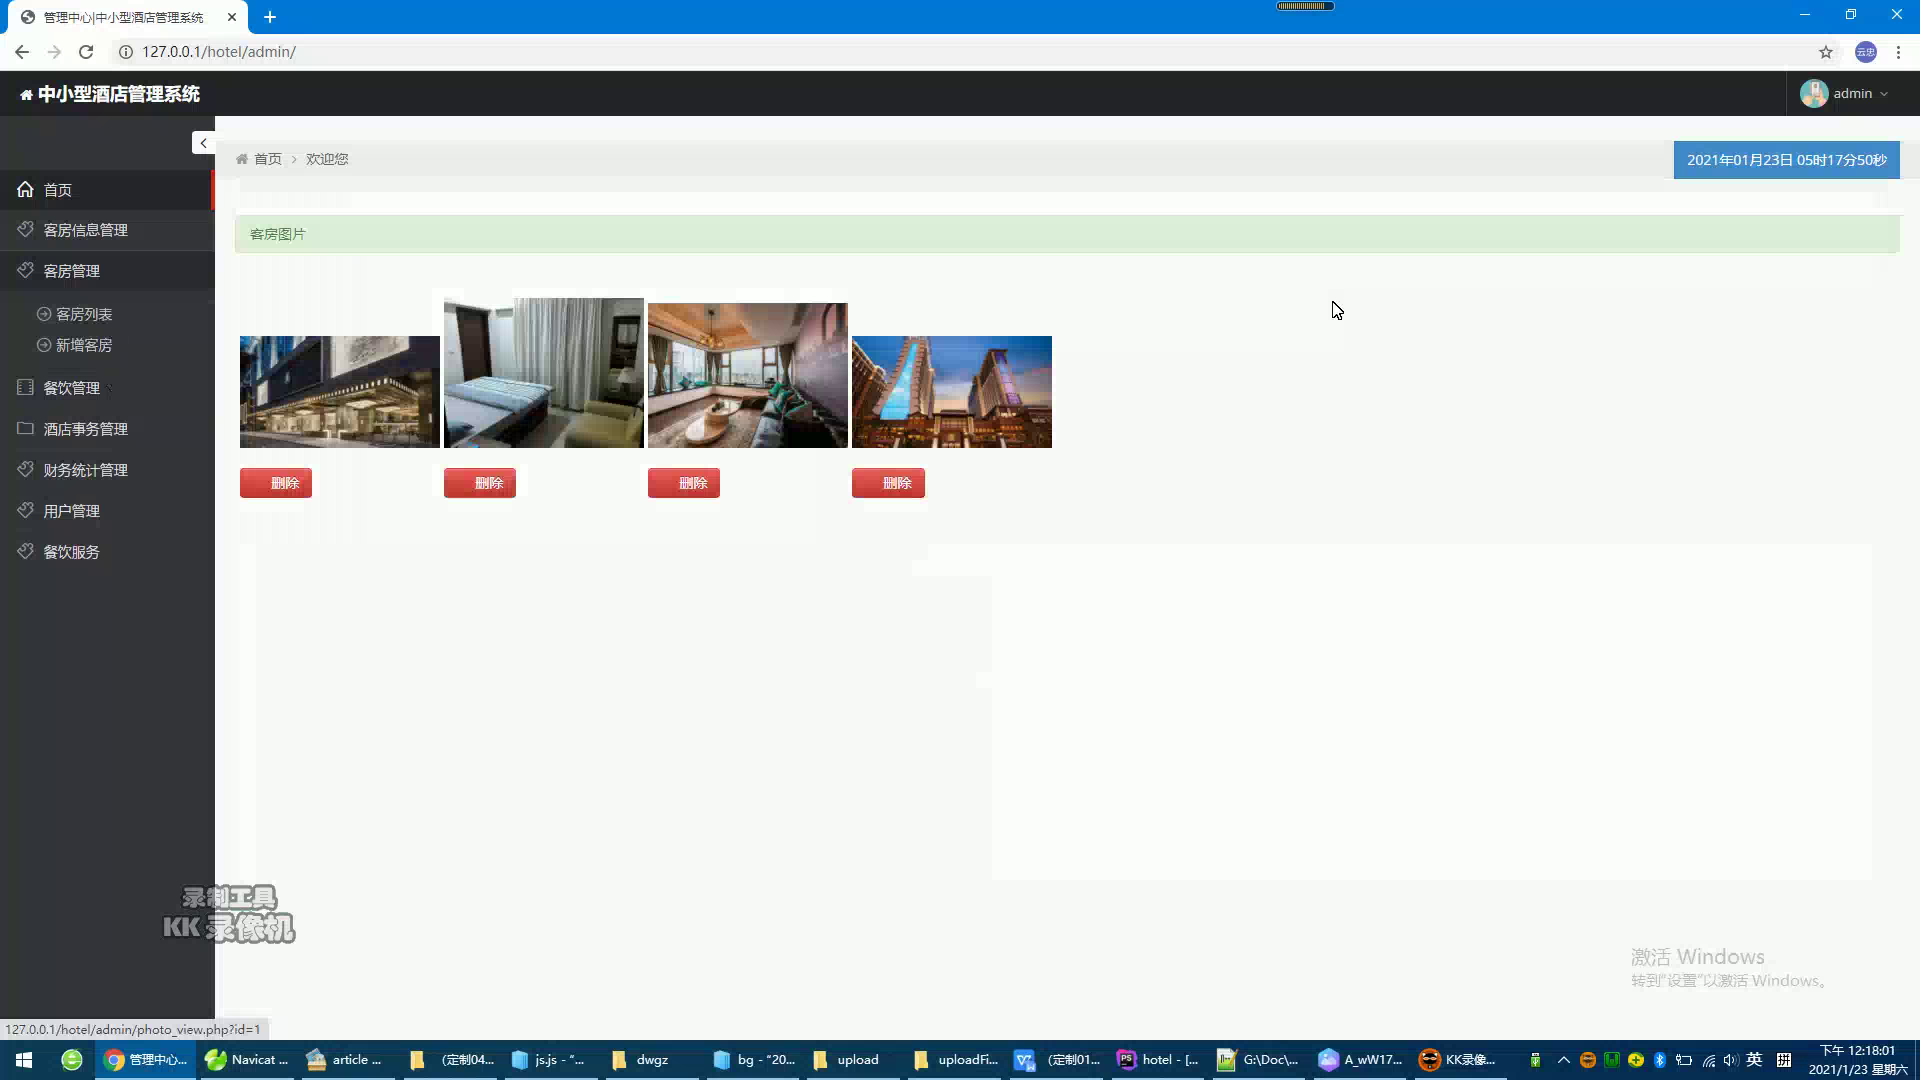 管理中心|中小型酒店管理系统
127.0.0.1/hotel/admin/
云忠
中小型酒店管理系统
admin
首页
欢迎您
2021年01月23日 05时17分50秒
首页
客房信息管理
客房管理
客房列表
新增客房
餐饮管理
酒店事务管理
财务统计管理
用户管理
餐饮服务
客房图片
删除
删除
删除
删除
录制工具
KK 录像机
激活 Windows
转到"设置"以激活 Windows。
127.0.0.1/hotel/admin/photo_view.php?id=1
管理中心...
Navicat ...
article ...
(定制04...
js.js - "...
dwgz
bg - "20...
upload
uploadFi...
(定制01...
hotel - [...
G:\Doc\...
A_wW17...
KK录像...
英
拼
下午 12:18:01
2021/1/23 星期六